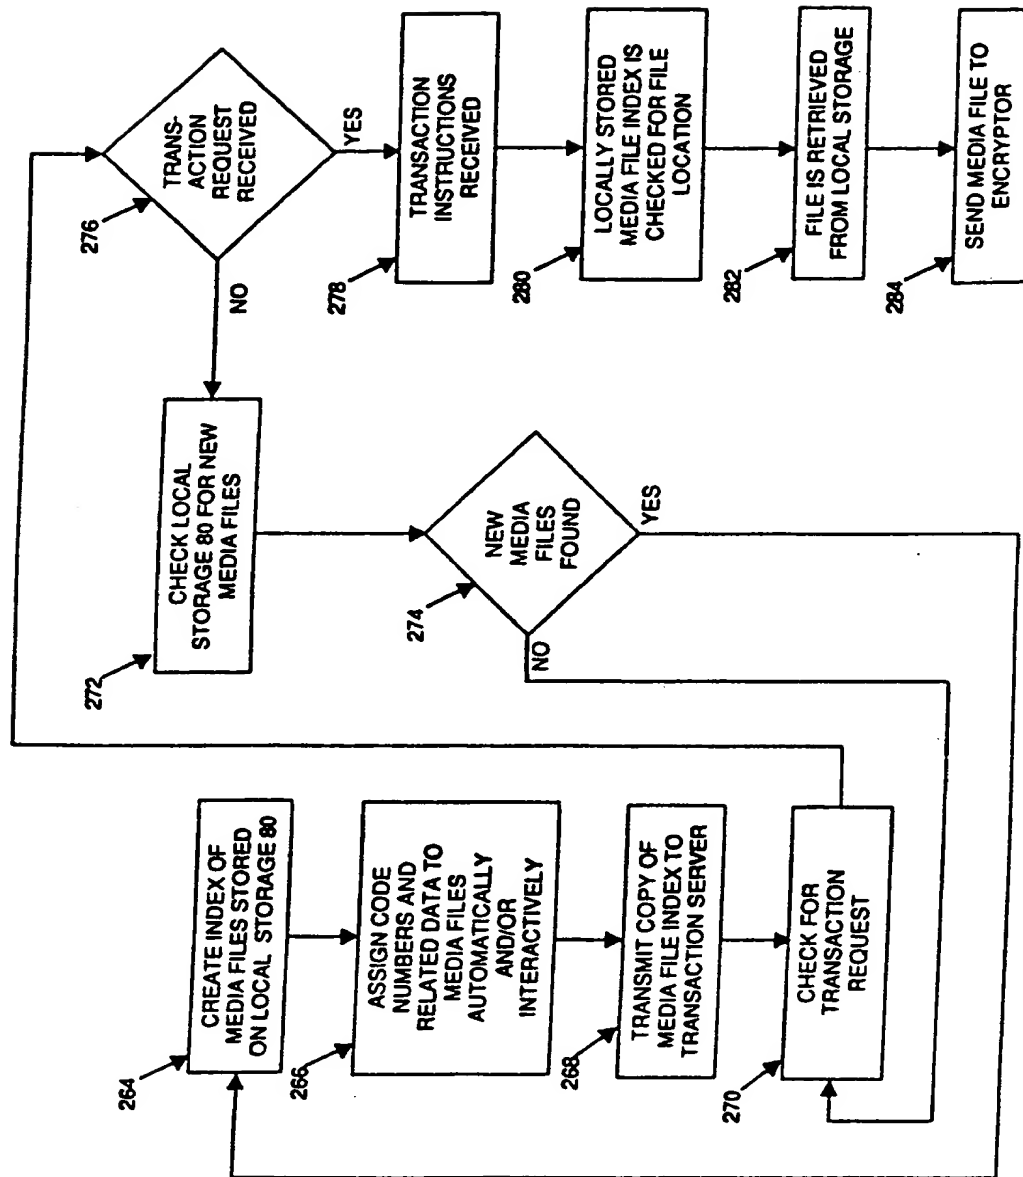 264
CREATE INDEX OF
MEDIA FILES STORED
ON LOCAL STORAGE 80
266
ASSIGN CODE
NUMBERS AND
RELATED DATA TO
MEDIA FILES
AUTOMATICALLY
AND/OR
INTERACTIVELY
268
TRANSMIT COPY OF
MEDIA FILE INDEX TO
TRANSACTION SERVER
270
CHECK FOR
TRANSACTION
REQUEST
272
CHECK LOCAL
STORAGE 80 FOR NEW
MEDIA FILES
274
NEW
MEDIA
FILES
FOUND
NO
YES
276
TRANS-
ACTION
REQUEST
RECEIVED
NO
YES
278
TRANSACTION
INSTRUCTIONS
RECEIVED
280
LOCALLY STORED
MEDIA FILE INDEX IS
CHECKED FOR FILE
LOCATION
282
FILE IS RETRIEVED
FROM LOCAL STORAGE
284
SEND MEDIA FILE TO
ENCRYPTOR